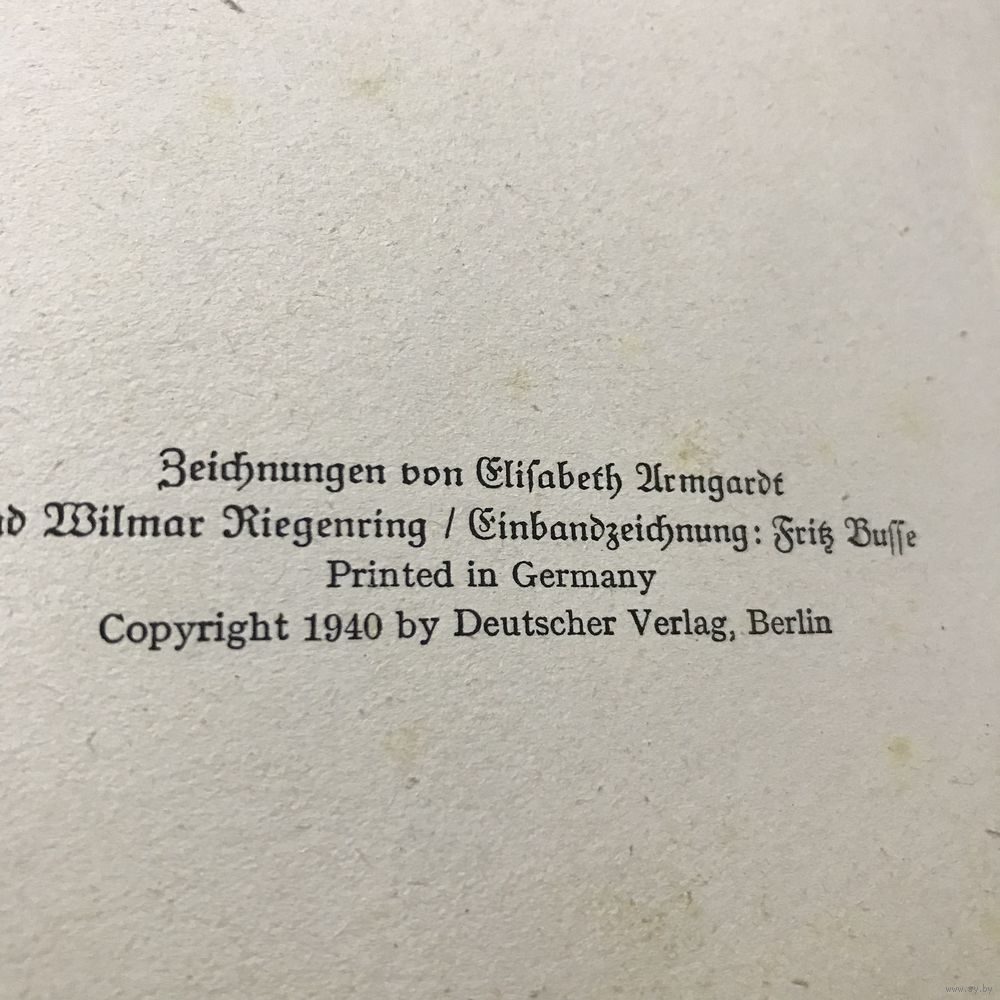 Zeichnungen von Elisabeth Armgardt
nd Wilmar Riegenring / Einbandzeichnung: Fritz Busse
Printed in Germany
Copyright 1940 by Deutscher Verlag, Berlin
www.ay.by